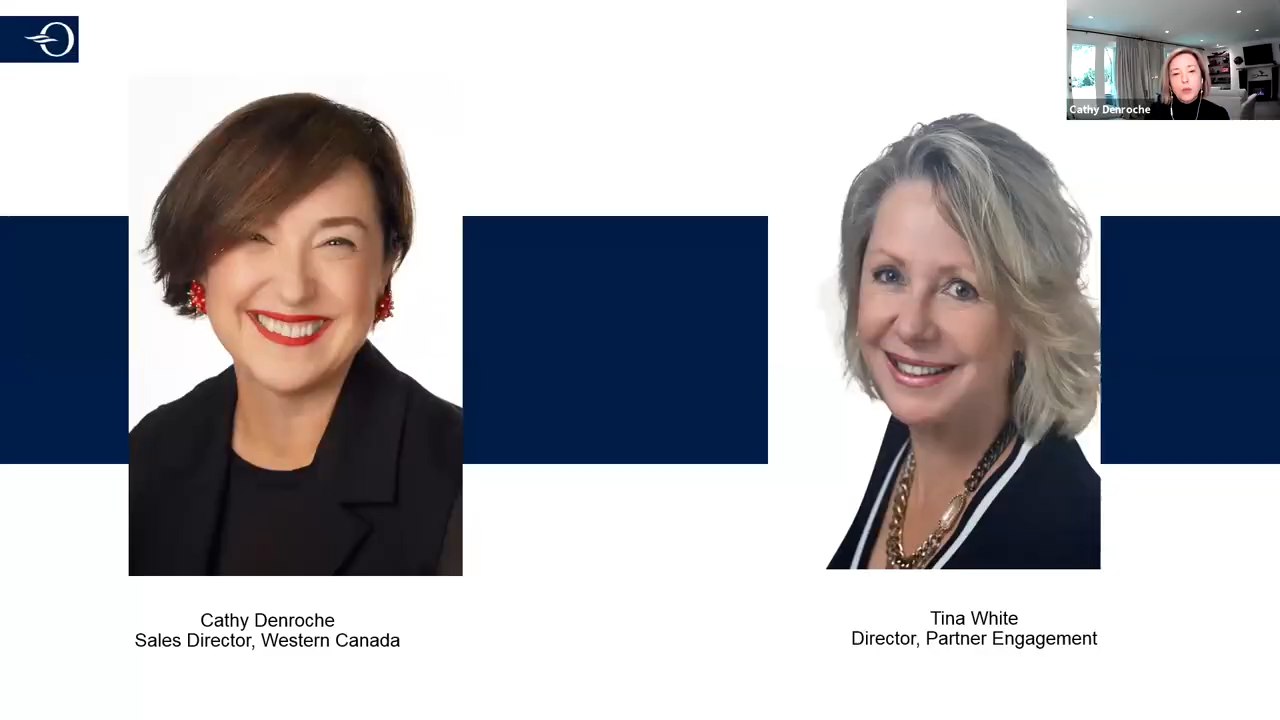 Cathy Denroche
Cathy Denroche
Sales Director, Western Canada
Tina White
Director, Partner Engagement